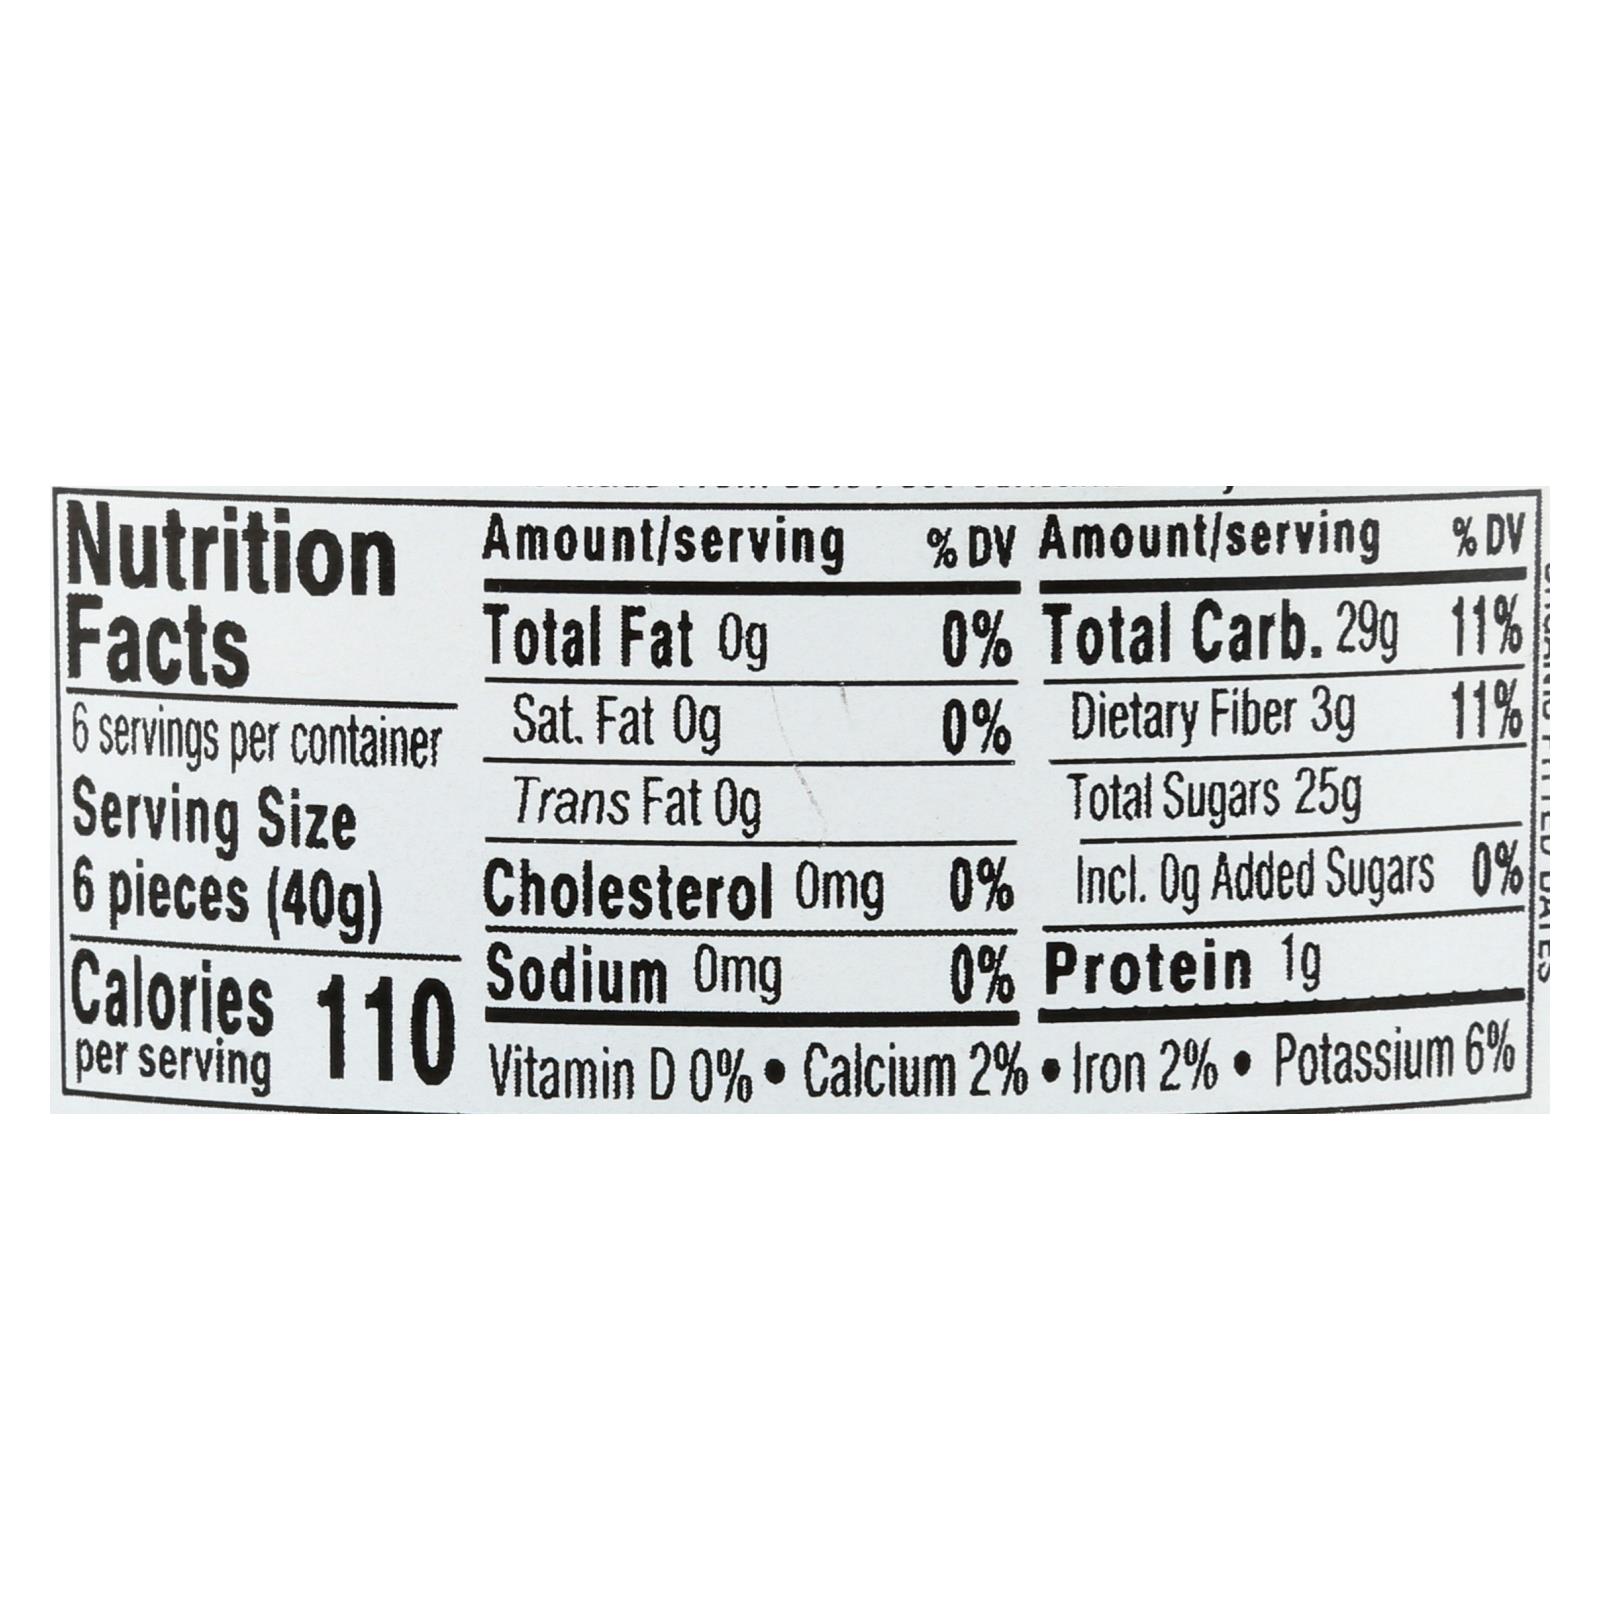 Nutrition
Facts
6 servings per container
Serving Size
6 pieces (40g)
Calories 110
per serving
Amount/serving % DV
Total Fat 0g 0%
Sat. Fat 0g 0%
Trans Fat 0g
Cholesterol 0mg 0%
Sodium 0mg 0%
Amount/serving % DV
Total Carb. 29g 11%
Dietary Fiber 3g 11%
Total Sugars 25g
Incl. 0g Added Sugars 0%
Protein 1g
Vitamin D 0% • Calcium 2% • Iron 2% • Potassium 6%